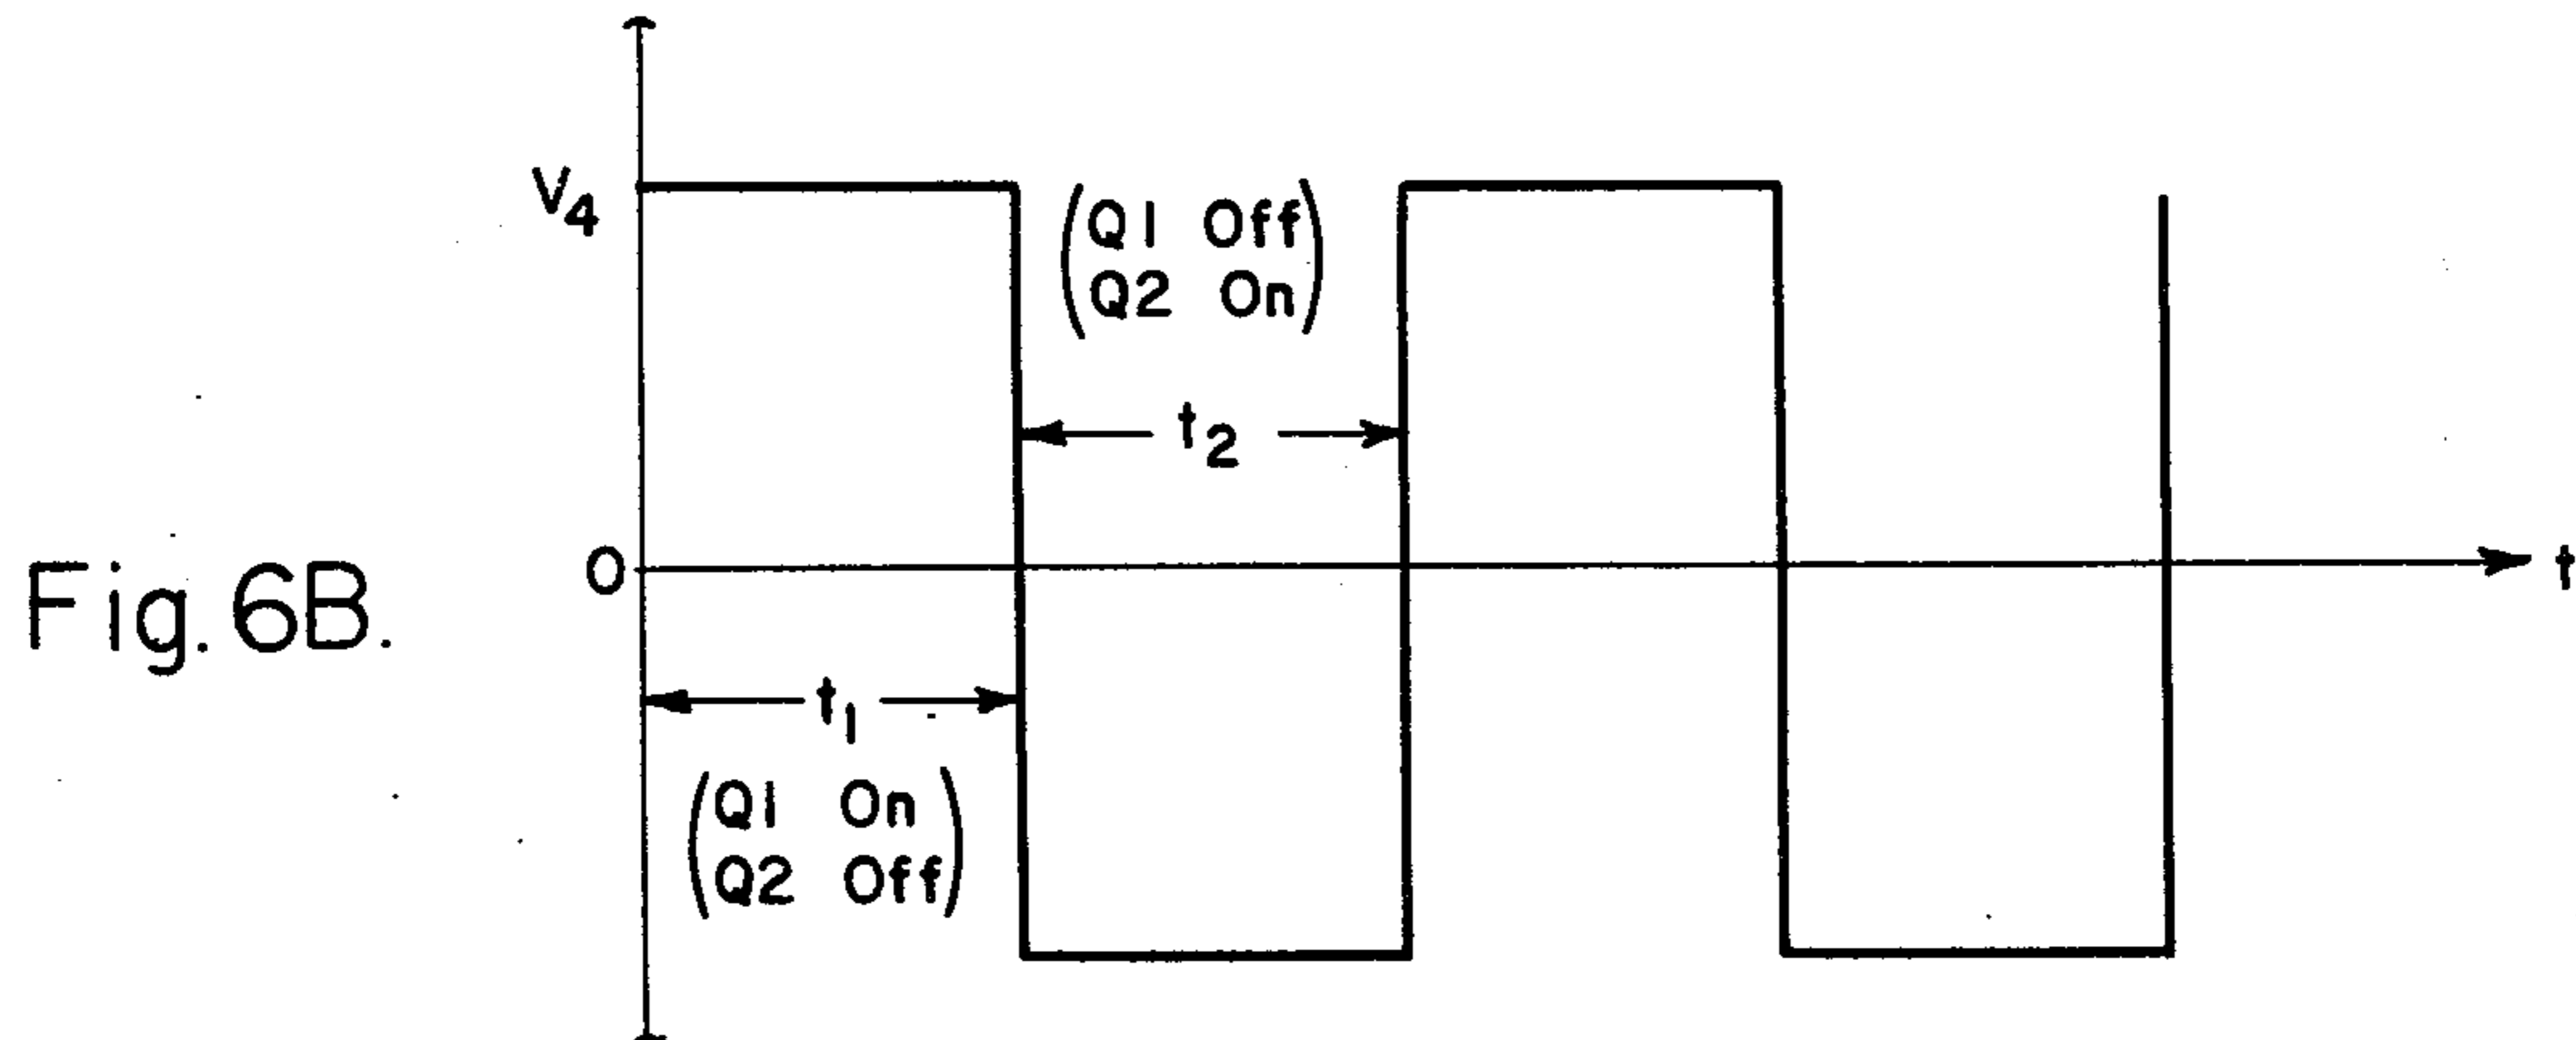 V4
(Q1 Off
Q2 On)
t2
0
t
Fig. 6B.
t1
(Q1 On
Q2 Off)